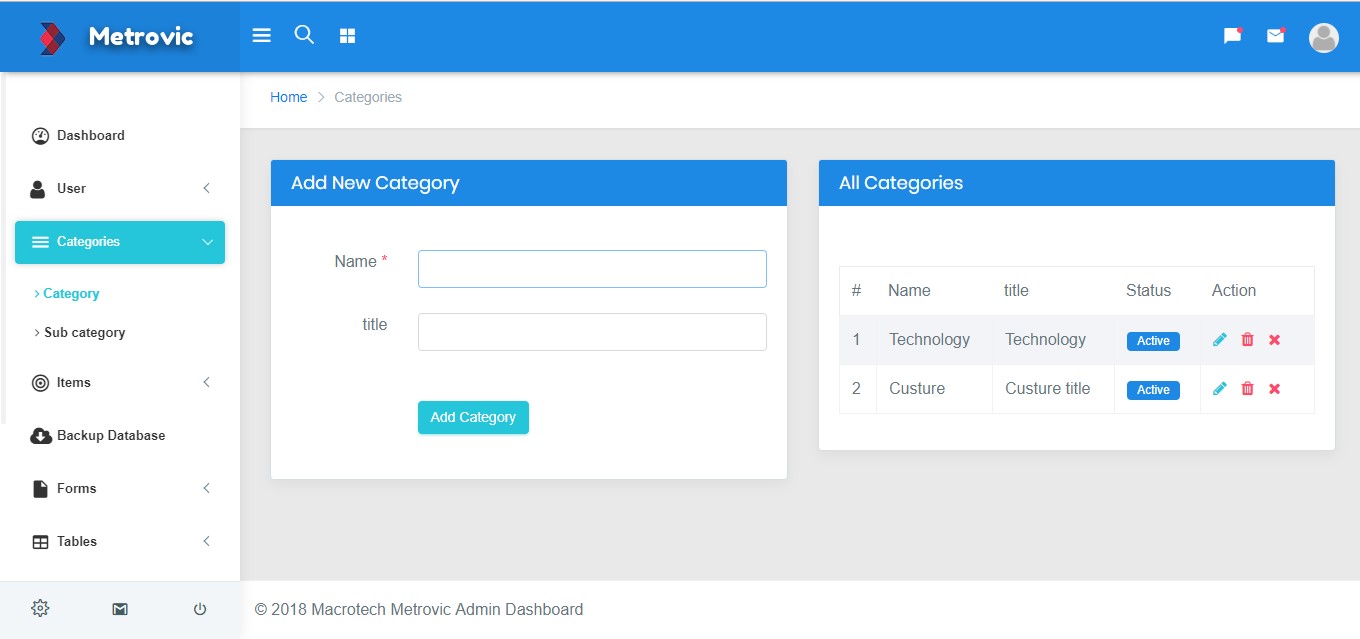 Metrovic
Home > Categories
Dashboard
User
Categories
> Category
> Sub category
Items
Backup Database
Forms
Tables
Add New Category
Name *
title
Add Category
All Categories
# Name title Status Action
1 Technology Technology Active
2 Custure Custure title Active
© 2018 Macrotech Metrovic Admin Dashboard